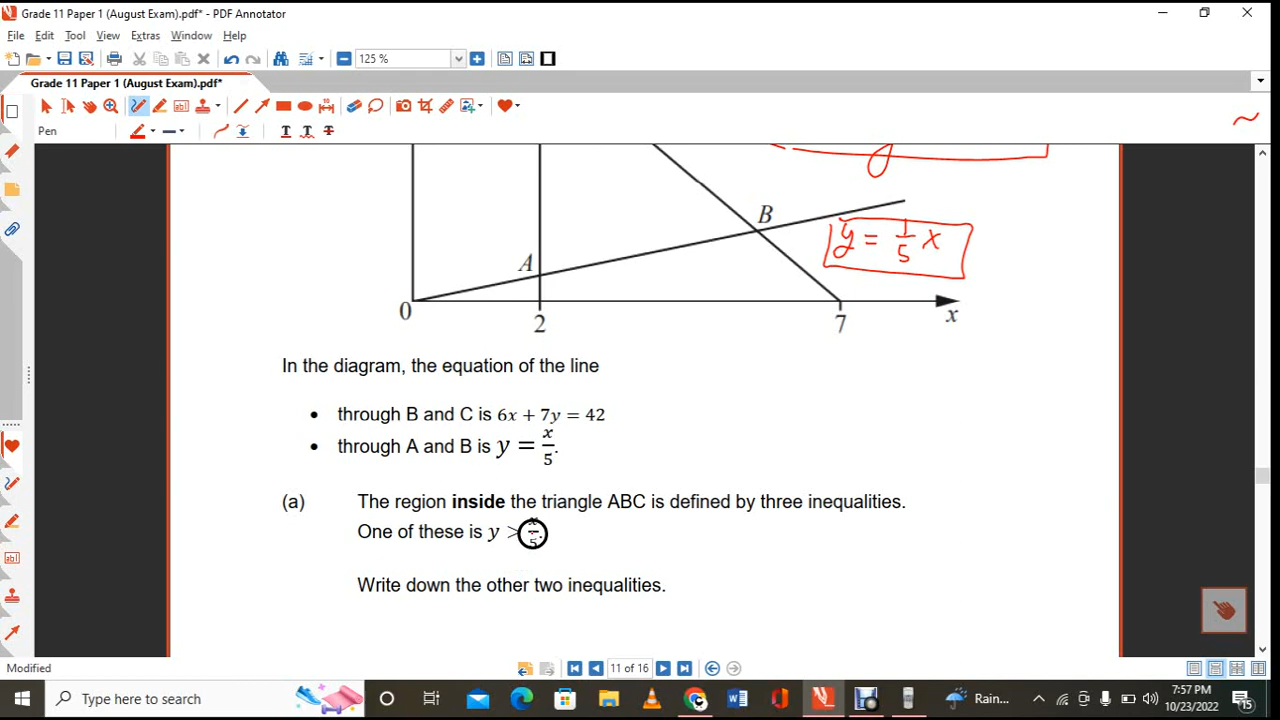 Grade 11 Paper 1 (August Exam).pdf* - PDF Annotator
File Edit Tool View Extras Window Help
125 %
Grade 11 Paper 1 (August Exam).pdf*
Pen
B
y = 1/5 x
A
0 2 7 x
In the diagram, the equation of the line
• through B and C is 6x + 7y = 42
• through A and B is y = x/5.
(a) The region inside the triangle ABC is defined by three inequalities.
One of these is y > x/5.
Write down the other two inequalities.
Modified
11 of 16
Type here to search
Rain...
7:57 PM
10/23/2022
15